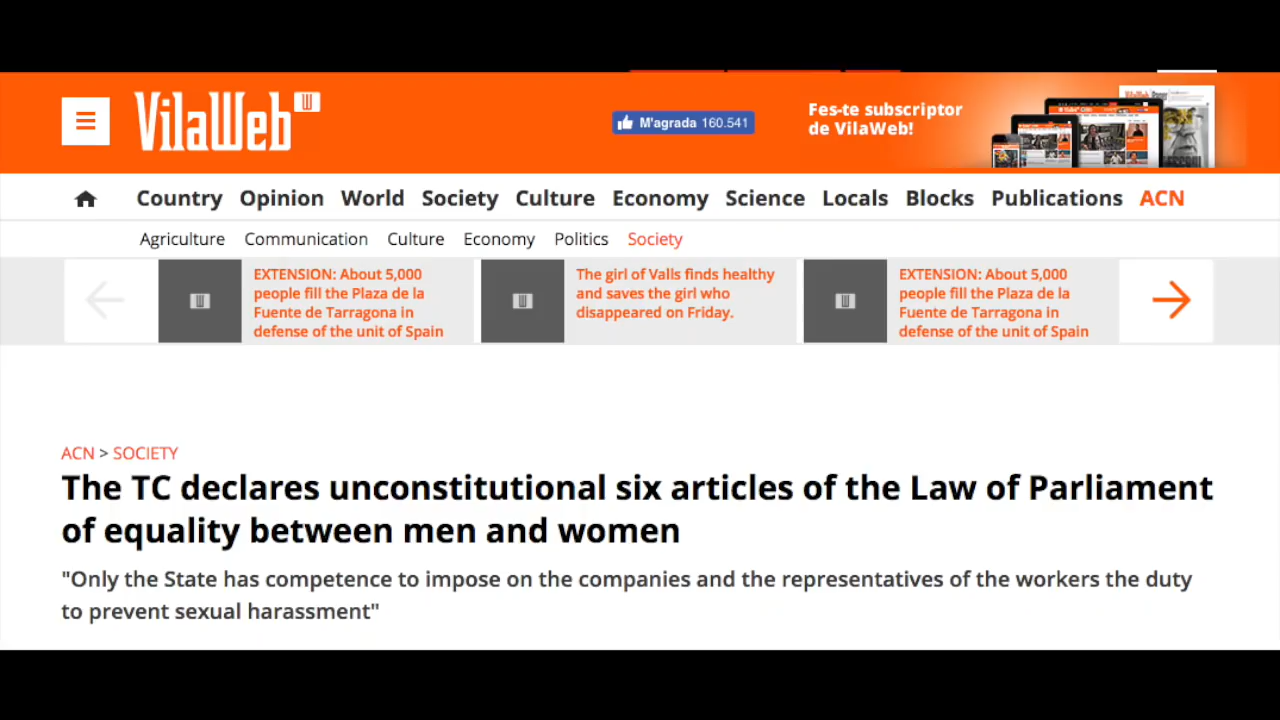 VilaWeb
M'agrada 160.541
Fes-te subscriptor
de VilaWeb!
Country Opinion World Society Culture Economy Science Locals Blocks Publications ACN
Agriculture Communication Culture Economy Politics Society
EXTENSION: About 5,000
people fill the Plaza de la
Fuente de Tarragona in
defense of the unit of Spain
The girl of Valls finds healthy
and saves the girl who
disappeared on Friday.
EXTENSION: About 5,000
people fill the Plaza de la
Fuente de Tarragona in
defense of the unit of Spain
ACN > SOCIETY
The TC declares unconstitutional six articles of the Law of Parliament
of equality between men and women
"Only the State has competence to impose on the companies and the representatives of the workers the duty
to prevent sexual harassment"